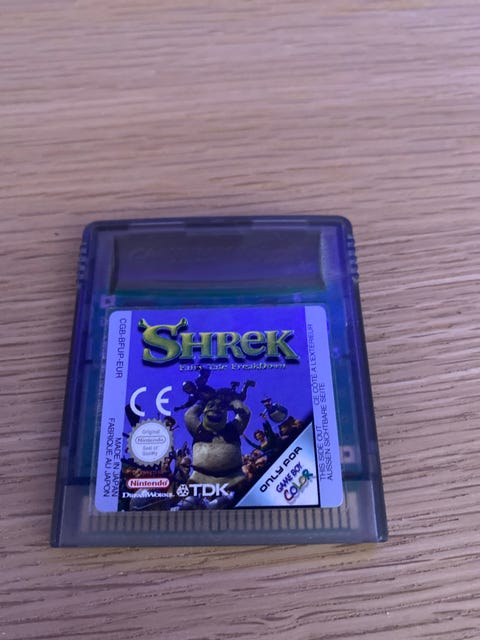 SHREK
Fairy Tale FreakDown
CGB-BFUP-EUR
CE
Original
Nintendo
Seal of
Quality
MADE IN JAPAN
FABRIQUÉ AU JAPON
Nintendo
DREAMWORKS
TDK
ONLY FOR
GAME BOY
COLOR
THIS SIDE OUT
CE CÔTÉ À L'EXTÉRIEUR
AUSSEN SICHTBARE SEITE